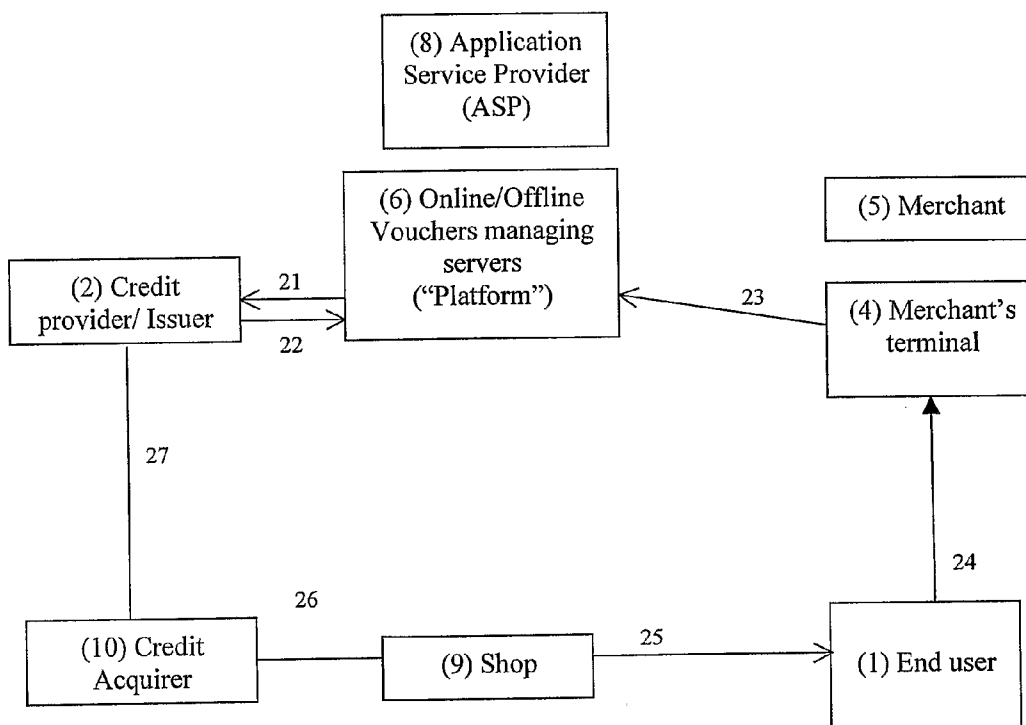 (8) Application
Service Provider
(ASP)
(6) Online/Offline
Vouchers managing
servers
("Platform")
(5) Merchant
(2) Credit
provider/ Issuer
21
22
23
(4) Merchant's
terminal
27
24
26
(10) Credit
Acquirer
(9) Shop
25
(1) End user